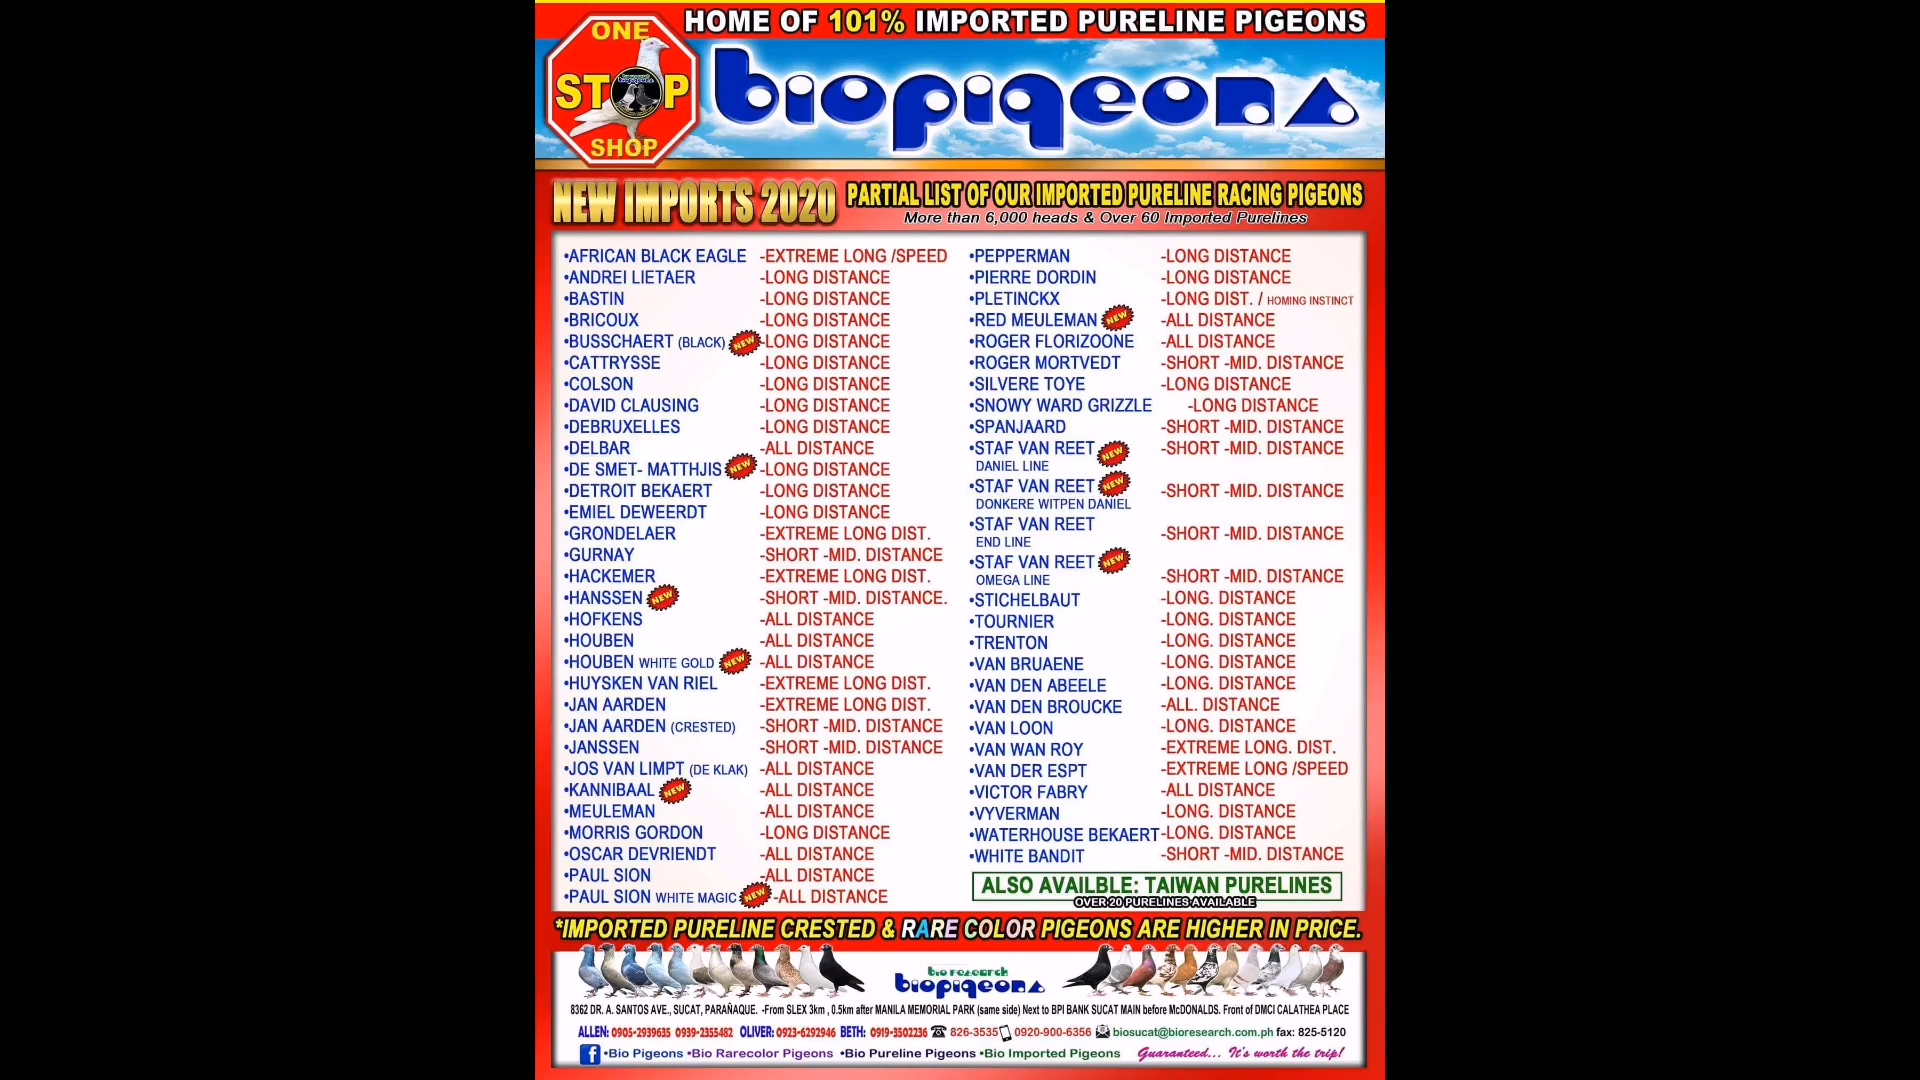 HOME OF 101% IMPORTED PURELINE PIGEONS
ONE
STOP
SHOP
biopigeons
NEW IMPORTS 2020
PARTIAL LIST OF OUR IMPORTED PURELINE RACING PIGEONS
More than 6,000 heads & Over 60 Imported Purelines
•AFRICAN BLACK EAGLE -EXTREME LONG /SPEED
•ANDREI LIETAER -LONG DISTANCE
•BASTIN -LONG DISTANCE
•BRICOUX -LONG DISTANCE
•BUSSCHAERT (BLACK) NEW -LONG DISTANCE
•CATTRYSSE -LONG DISTANCE
•COLSON -LONG DISTANCE
•DAVID CLAUSING -LONG DISTANCE
•DEBRUXELLES -LONG DISTANCE
•DELBAR -ALL DISTANCE
•DE SMET- MATTHJIS NEW -LONG DISTANCE
•DETROIT BEKAERT -LONG DISTANCE
•EMIEL DEWEERDT -LONG DISTANCE
•GRONDELAER -EXTREME LONG DIST.
•GURNAY -SHORT -MID. DISTANCE
•HACKEMER -EXTREME LONG DIST.
•HANSSEN NEW -SHORT -MID. DISTANCE.
•HOFKENS -ALL DISTANCE
•HOUBEN -ALL DISTANCE
•HOUBEN WHITE GOLD NEW -ALL DISTANCE
•HUYSKEN VAN RIEL -EXTREME LONG DIST.
•JAN AARDEN -EXTREME LONG DIST.
•JAN AARDEN (CRESTED) -SHORT -MID. DISTANCE
•JANSSEN -SHORT -MID. DISTANCE
•JOS VAN LIMPT (DE KLAK) -ALL DISTANCE
•KANNIBAAL NEW -ALL DISTANCE
•MEULEMAN -ALL DISTANCE
•MORRIS GORDON -LONG DISTANCE
•OSCAR DEVRIENDT -ALL DISTANCE
•PAUL SION -ALL DISTANCE
•PAUL SION WHITE MAGIC NEW -ALL DISTANCE
•PEPPERMAN -LONG DISTANCE
•PIERRE DORDIN -LONG DISTANCE
•PLETINCKX -LONG DIST. / HOMING INSTINCT
•RED MEULEMAN NEW -ALL DISTANCE
•ROGER FLORIZOONE -ALL DISTANCE
•ROGER MORTVEDT -SHORT -MID. DISTANCE
•SILVERE TOYE -LONG DISTANCE
•SNOWY WARD GRIZZLE -LONG DISTANCE
•SPANJAARD -SHORT -MID. DISTANCE
•STAF VAN REET NEW -SHORT -MID. DISTANCE
DANIEL LINE
•STAF VAN REET NEW -SHORT -MID. DISTANCE
DONKERE WITPEN DANIEL
•STAF VAN REET -SHORT -MID. DISTANCE
END LINE
•STAF VAN REET NEW -SHORT -MID. DISTANCE
OMEGA LINE
•STICHELBAUT -LONG. DISTANCE
•TOURNIER -LONG. DISTANCE
•TRENTON -LONG. DISTANCE
•VAN BRUAENE -LONG. DISTANCE
•VAN DEN ABEELE -LONG. DISTANCE
•VAN DEN BROUCKE -ALL. DISTANCE
•VAN LOON -LONG. DISTANCE
•VAN WAN ROY -EXTREME LONG. DIST.
•VAN DER ESPT -EXTREME LONG /SPEED
•VICTOR FABRY -ALL DISTANCE
•VYVERMAN -LONG. DISTANCE
•WATERHOUSE BEKAERT -LONG. DISTANCE
•WHITE BANDIT -SHORT -MID. DISTANCE
ALSO AVAILBLE: TAIWAN PURELINES
OVER 20 PURELINES AVAILABLE
*IMPORTED PURELINE CRESTED & RARE COLOR PIGEONS ARE HIGHER IN PRICE.
bio research
biopigeons
8362 DR. A. SANTOS AVE., SUCAT, PARAÑAQUE. -From SLEX 3km , 0.5km after MANILA MEMORIAL PARK (same side) Next to BPI BANK SUCAT MAIN before McDONALDS. Front of DMCI CALATHEA PLACE
ALLEN: 0905-2939635 0939-2355482 OLIVER: 0923-6292946 BETH: 0919-3502236 826-3535 0920-900-6356 biosucat@bioresearch.com.ph fax: 825-5120
f •Bio Pigeons •Bio Rarecolor Pigeons •Bio Pureline Pigeons •Bio Imported Pigeons Guaranteed... It's worth the trip!